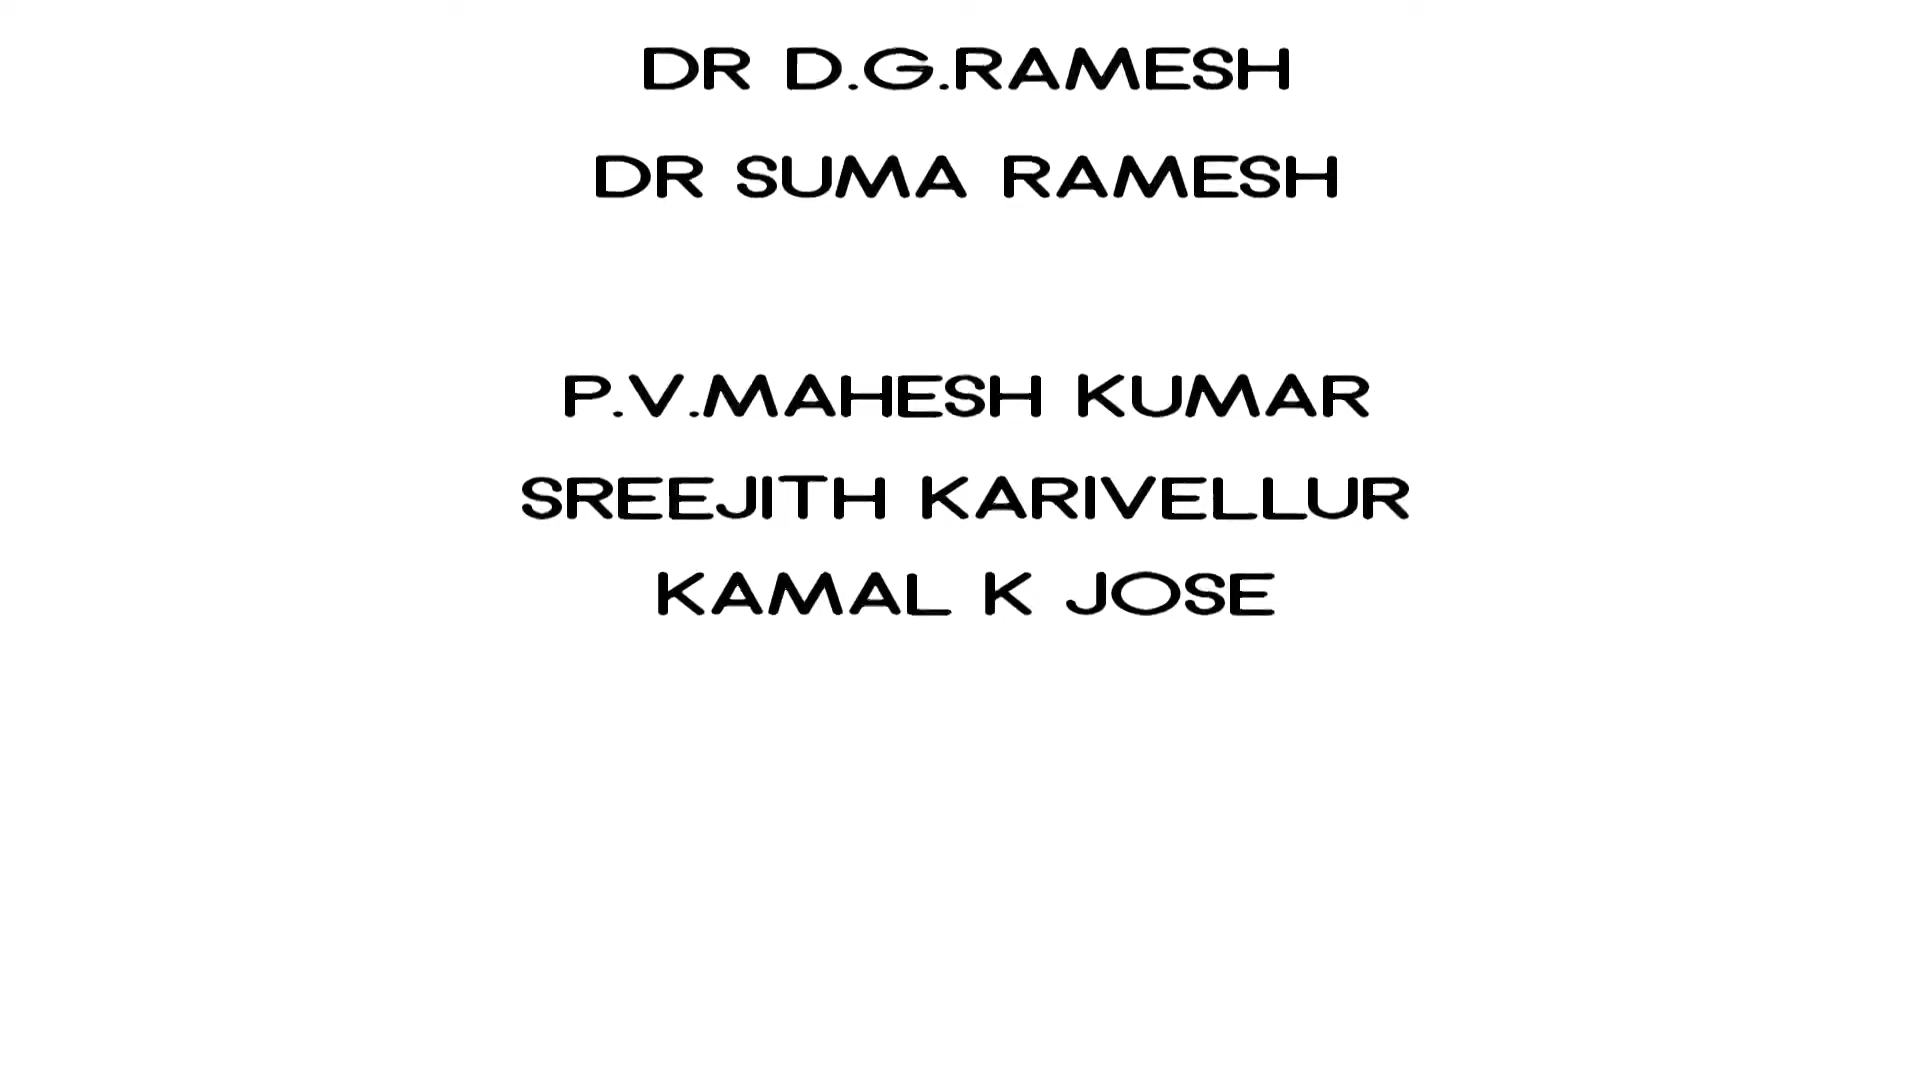 DR D.G.RAMESH
DR SUMA RAMESH
P.V.MAHESH KUMAR
SREEJITH KARIVELLUR
KAMAL K JOSE